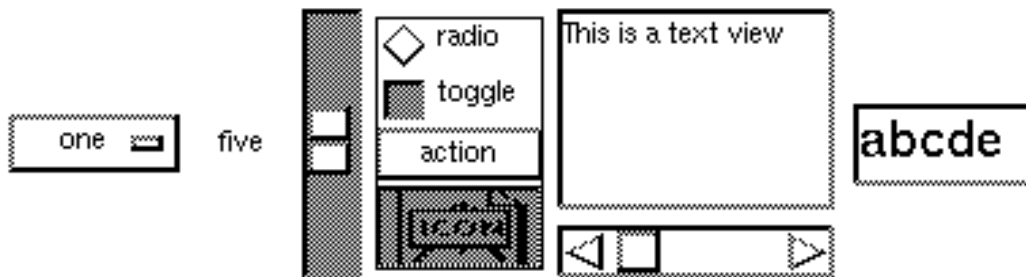 one
five
radio
toggle
action
ICON
This is a text view
abcde